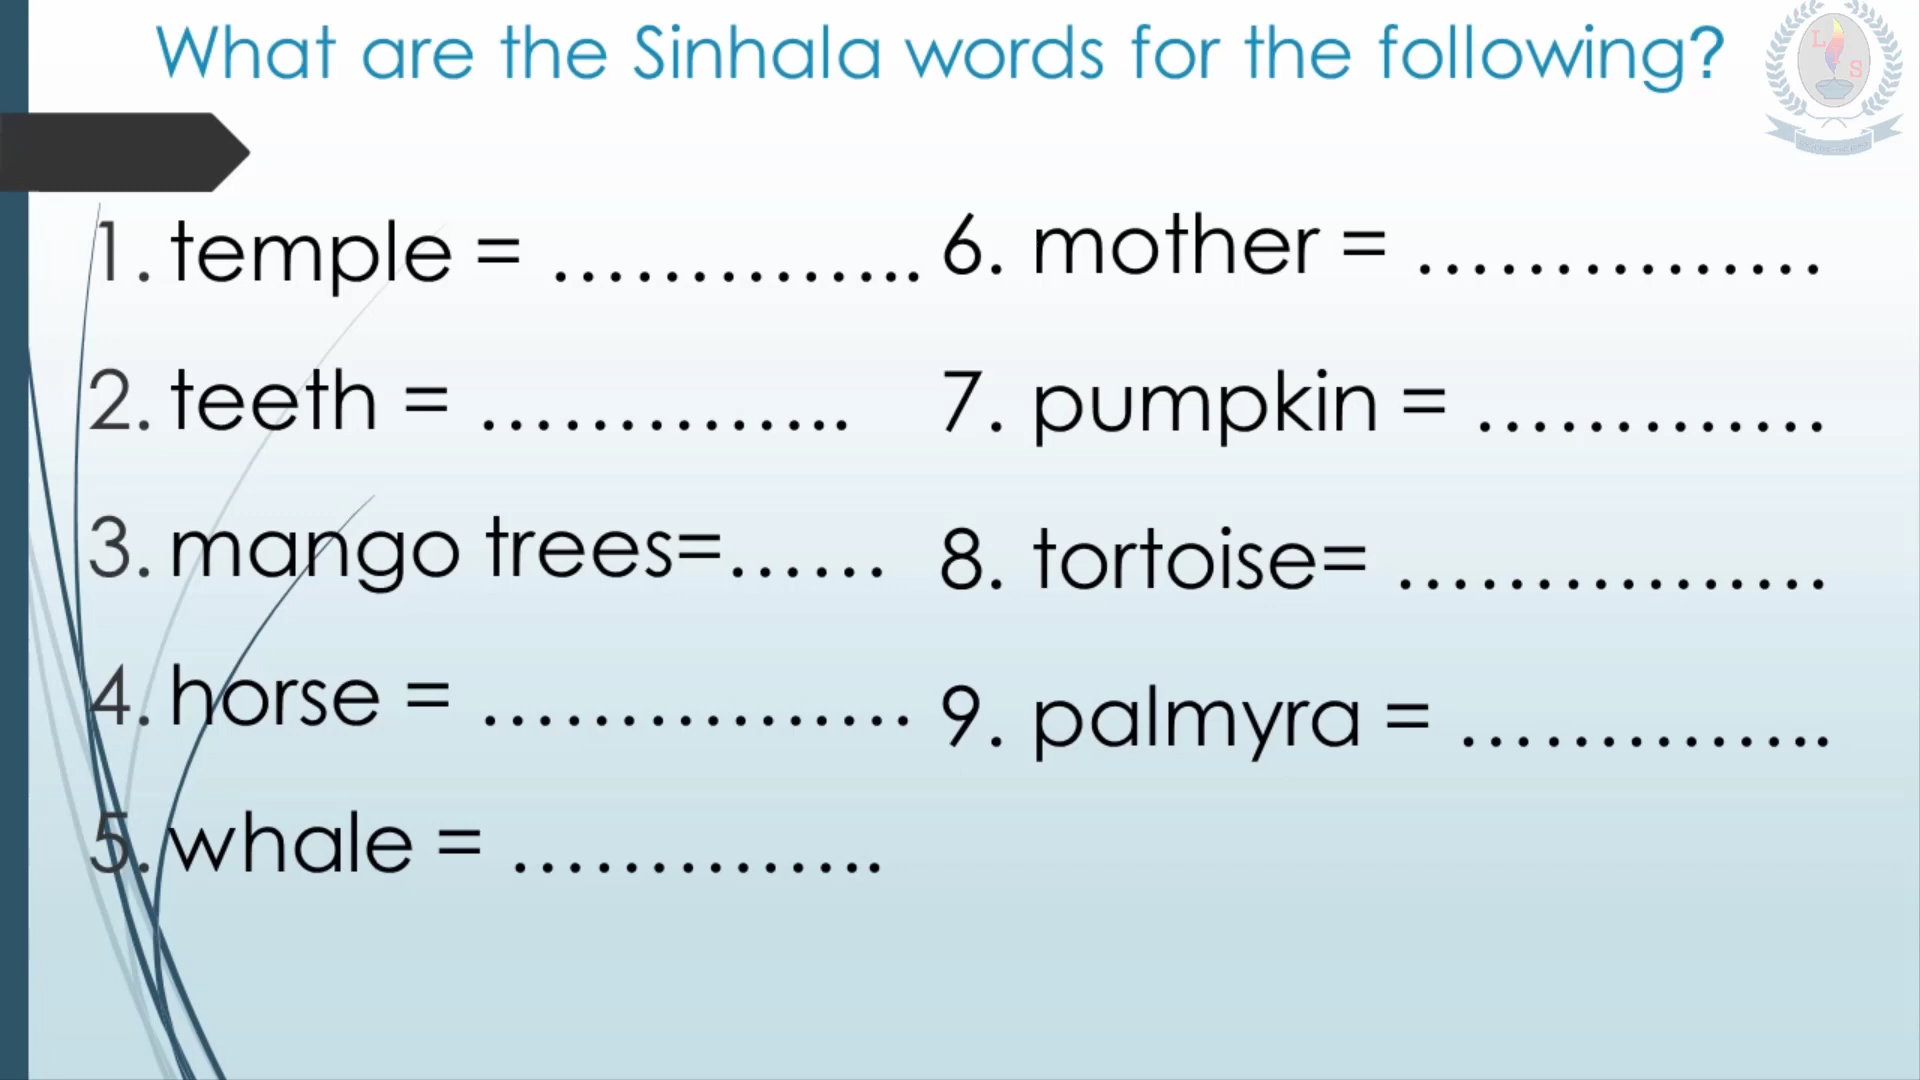 What are the Sinhala words for the following?
1. temple = …………..
2. teeth = …………..
3. mango trees=……
4. horse = …………….
5. whale = …………..
6. mother = ……………
7. pumpkin = ………….
8. tortoise= …………….
9. palmyra = …………..
L
S